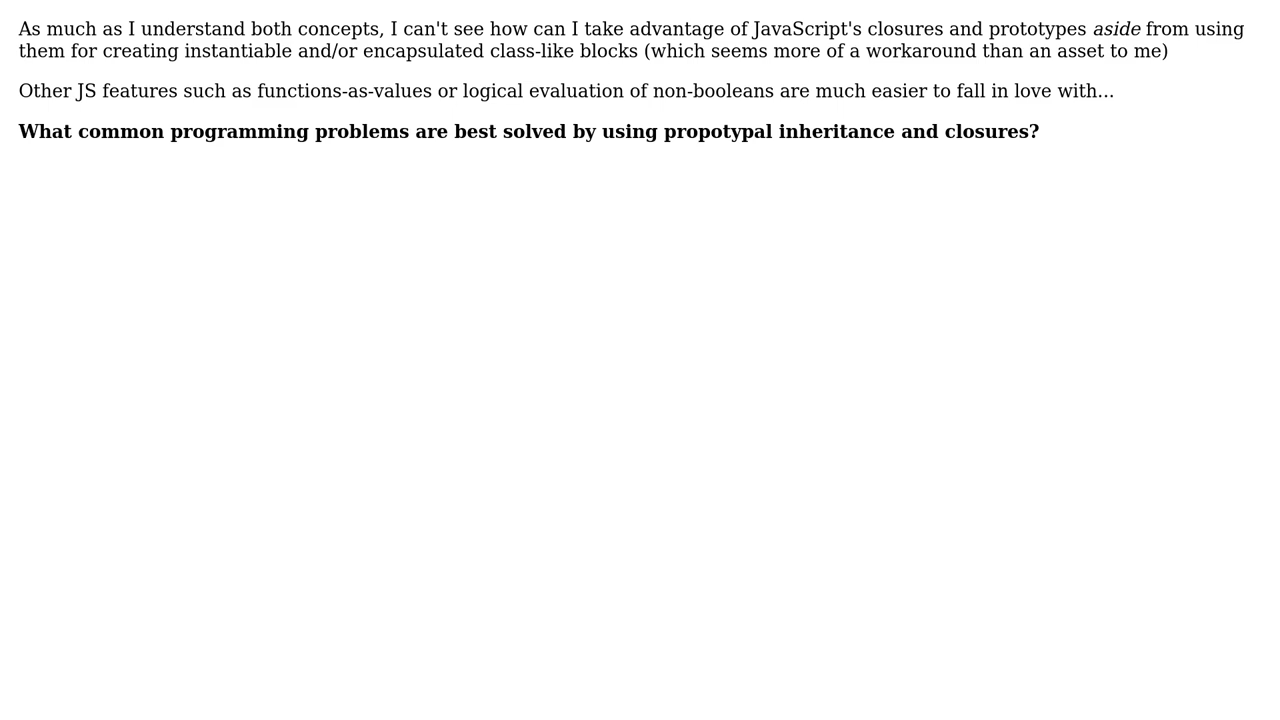 As much as I understand both concepts, I can't see how can I take advantage of JavaScript's closures and prototypes aside from using
them for creating instantiable and/or encapsulated class-like blocks (which seems more of a workaround than an asset to me)
Other JS features such as functions-as-values or logical evaluation of non-booleans are much easier to fall in love with...
What common programming problems are best solved by using propotypal inheritance and closures?